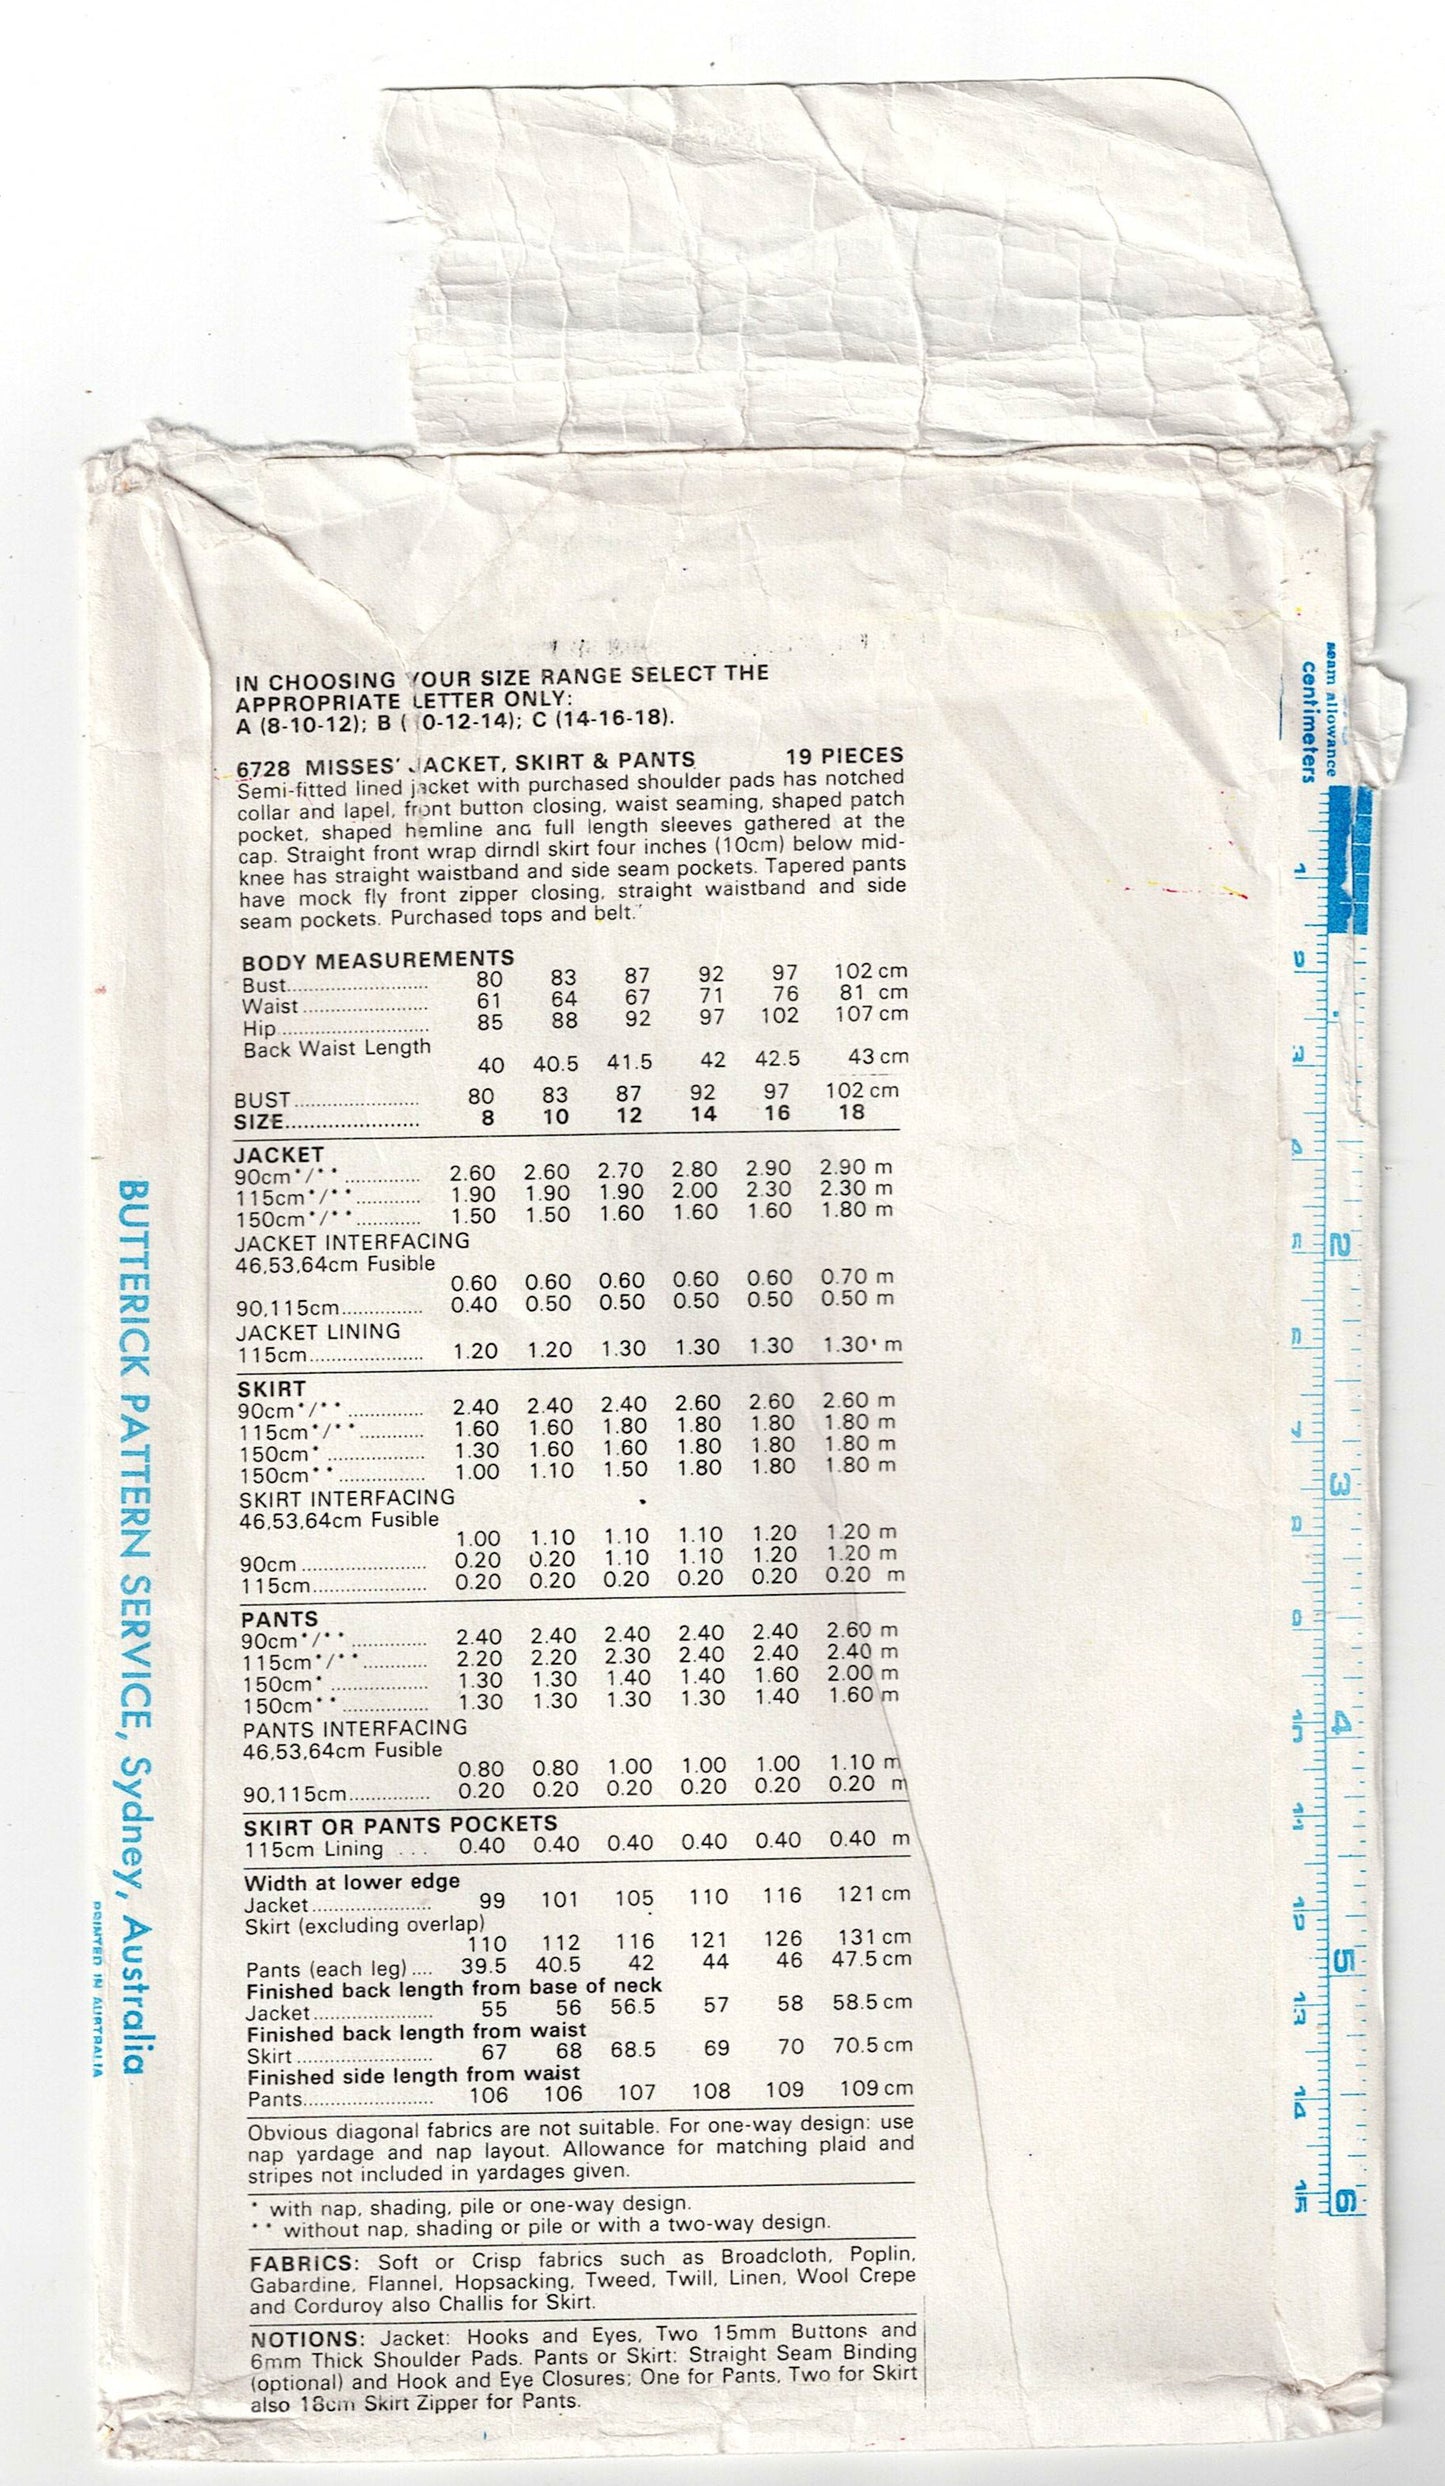 IN CHOOSING YOUR SIZE RANGE SELECT THE
APPROPRIATE LETTER ONLY:
A (8-10-12); B ( 0-12-14); C (14-16-18).
6728 MISSES' JACKET, SKIRT & PANTS 19 PIECES
Semi-fitted lined jacket with purchased shoulder pads has notched
collar and lapel, front button closing, waist seaming, shaped patch
pocket, shaped hemline and full length sleeves gathered at the
cap. Straight front wrap dirndl skirt four inches (10cm) below mid-
knee has straight waistband and side seam pockets. Tapered pants
have mock fly front zipper closing, straight waistband and side
seam pockets. Purchased tops and belt.
BODY MEASUREMENTS
Bust.......................... 80 83 87 92 97 102 cm
Waist....................... 61 64 67 71 76 81 cm
Hip........................... 85 88 92 97 102 107 cm
Back Waist Length
40 40.5 41.5 42 42.5 43 cm
BUST...................... 80 83 87 92 97 102 cm
SIZE........................ 8 10 12 14 16 18
JACKET
90cm*/** ............. 2.60 2.60 2.70 2.80 2.90 2.90 m
115cm*/**............ 1.90 1.90 1.90 2.00 2.30 2.30 m
150cm*/**............ 1.50 1.50 1.60 1.60 1.60 1.80 m
JACKET INTERFACING
46,53,64cm Fusible
0.60 0.60 0.60 0.60 0.60 0.70 m
90,115cm............... 0.40 0.50 0.50 0.50 0.50 0.50 m
JACKET LINING
115cm..................... 1.20 1.20 1.30 1.30 1.30 1.30 m
SKIRT
90cm*/** .............. 2.40 2.40 2.40 2.60 2.60 2.60 m
115cm*/**............ 1.60 1.60 1.80 1.80 1.80 1.80 m
150cm* .................. 1.30 1.60 1.60 1.80 1.80 1.80 m
150cm** ................ 1.00 1.10 1.50 1.80 1.80 1.80 m
SKIRT INTERFACING
46,53,64cm Fusible
1.00 1.10 1.10 1.10 1.20 1.20 m
90cm....................... 0.20 0.20 1.10 1.10 1.20 1.20 m
115cm..................... 0.20 0.20 0.20 0.20 0.20 0.20 m
PANTS
90cm*/** .............. 2.40 2.40 2.40 2.40 2.40 2.60 m
115cm*/**............ 2.20 2.20 2.30 2.40 2.40 2.40 m
150cm* .................. 1.30 1.30 1.40 1.40 1.60 2.00 m
150cm** ................ 1.30 1.30 1.30 1.30 1.40 1.60 m
PANTS INTERFACING
46,53,64cm Fusible
0.80 0.80 1.00 1.00 1.00 1.10 m
90,115cm............... 0.20 0.20 0.20 0.20 0.20 0.20 m
SKIRT OR PANTS POCKETS
115cm Lining ... 0.40 0.40 0.40 0.40 0.40 0.40 m
Width at lower edge
Jacket...................... 99 101 105 110 116 121 cm
Skirt (excluding overlap)
110 112 116 121 126 131 cm
Pants (each leg).... 39.5 40.5 42 44 46 47.5 cm
Finished back length from base of neck
Jacket...................... 55 56 56.5 57 58 58.5 cm
Finished back length from waist
Skirt......................... 67 68 68.5 69 70 70.5 cm
Finished side length from waist
Pants........................ 106 106 107 108 109 109 cm
Obvious diagonal fabrics are not suitable. For one-way design: use
nap yardage and nap layout. Allowance for matching plaid and
stripes not included in yardages given.
* with nap, shading, pile or one-way design.
** without nap, shading or pile or with a two-way design.
FABRICS: Soft or Crisp fabrics such as Broadcloth, Poplin,
Gabardine, Flannel, Hopsacking, Tweed, Twill, Linen, Wool Crepe
and Corduroy also Challis for Skirt.
NOTIONS: Jacket: Hooks and Eyes, Two 15mm Buttons and
6mm Thick Shoulder Pads. Pants or Skirt: Straight Seam Binding
(optional) and Hook and Eye Closures; One for Pants, Two for Skirt
also 18cm Skirt Zipper for Pants.
BUTTERICK PATTERN SERVICE, Sydney, Australia
PRINTED IN AUSTRALIA
seam allowance
centimeters
1 2 3 4 5 6 7 8 9 10 11 12 13 14 15
2 3 4 5 6